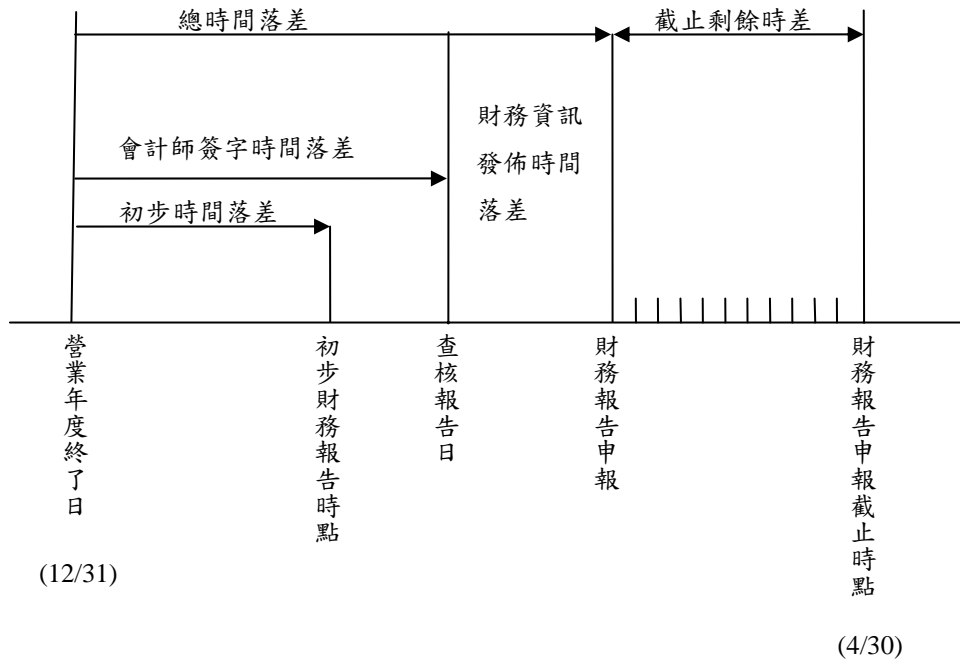 總時間落差
截止剩餘時差
財務資訊
發佈時間
落差
會計師簽字時間落差
初步時間落差
營業年度終了日
初步財務報告時點
查核報告日
財務報告申報
財務報告申報截止時點
(12/31)
(4/30)